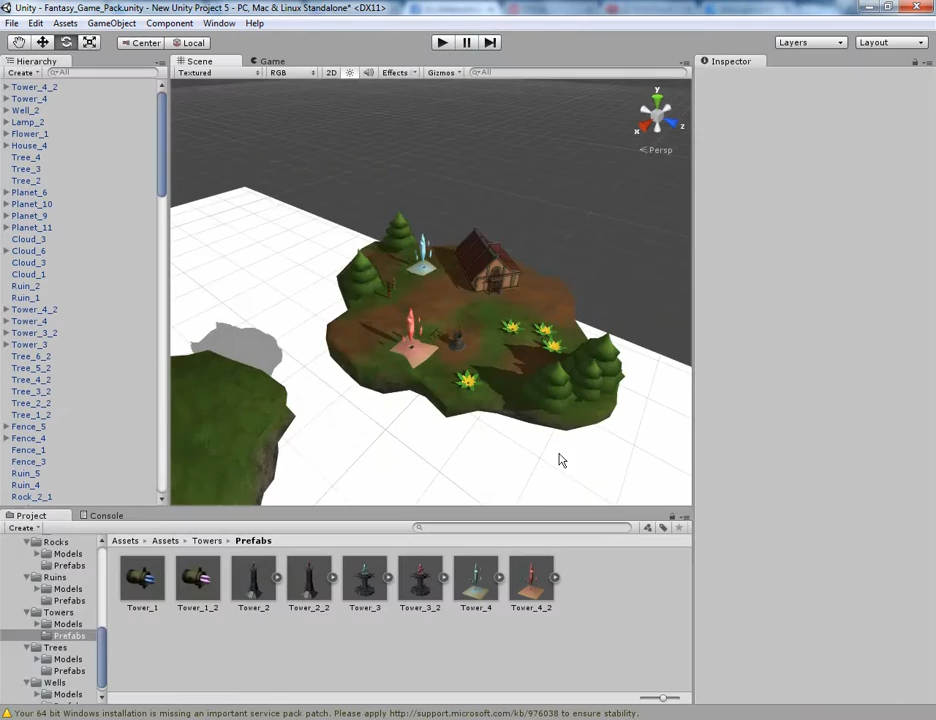 Unity - Fantasy_Game_Pack.unity - New Unity Project 5 - PC, Mac & Linux Standalone* <DX11>
File Edit Assets GameObject Component Window Help
Center Local Layers Layout
Hierarchy Scene Game Inspector
Create All Textured RGB 2D Effects Gizmos All
Tower_4_2
Tower_4
Well_2
Lamp_2
Flower_1
House_4
Tree_4
Tree_3
Tree_2
Planet_6
Planet_10
Planet_9
Planet_11
Cloud_3
Cloud_6
Cloud_3
Cloud_1
Ruin_2
Ruin_1
Tower_4_2
Tower_4
Tower_3_2
Tower_3
Tree_6_2
Tree_5_2
Tree_4_2
Tree_3_2
Tree_2_2
Tree_1_2
Fence_5
Fence_4
Fence_1
Fence_3
Ruin_5
Ruin_4
Rock_2_1
y
x z
Persp
Project Console
Create
Assets Assets Towers Prefabs
Rocks
Models
Prefabs
Ruins
Models
Prefabs
Towers
Models
Prefabs
Trees
Models
Prefabs
Wells
Models
Tower_1 Tower_1_2 Tower_2 Tower_2_2 Tower_3 Tower_3_2 Tower_4 Tower_4_2
Your 64 bit Windows installation is missing an important service pack patch. Please apply http://support.microsoft.com/kb/976038 to ensure stability.